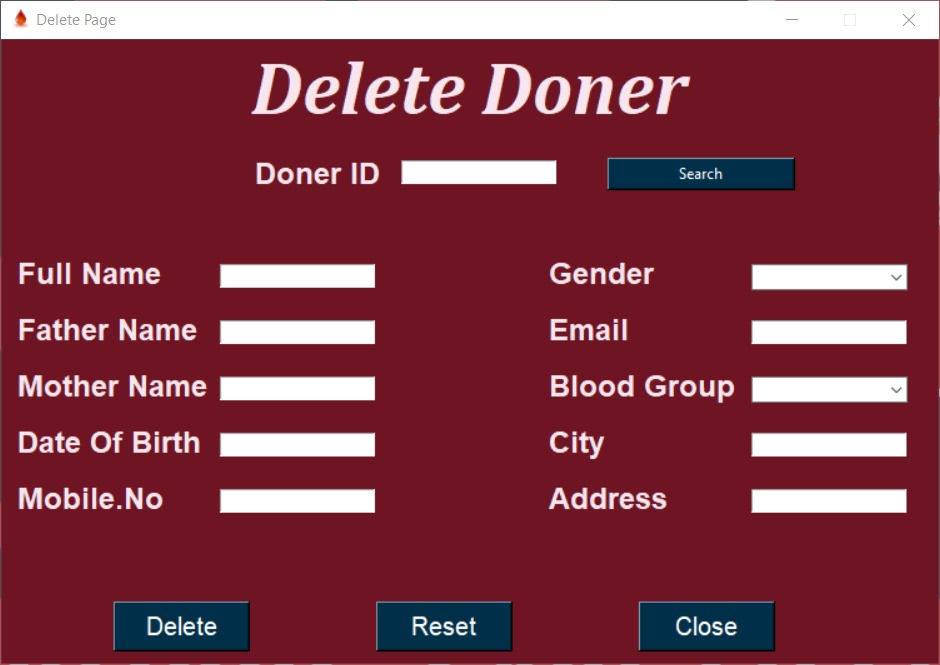 Delete Page
Delete Doner
Doner ID Search
Full Name Gender
Father Name Email
Mother Name Blood Group
Date Of Birth City
Mobile.No Address
Delete Reset Close